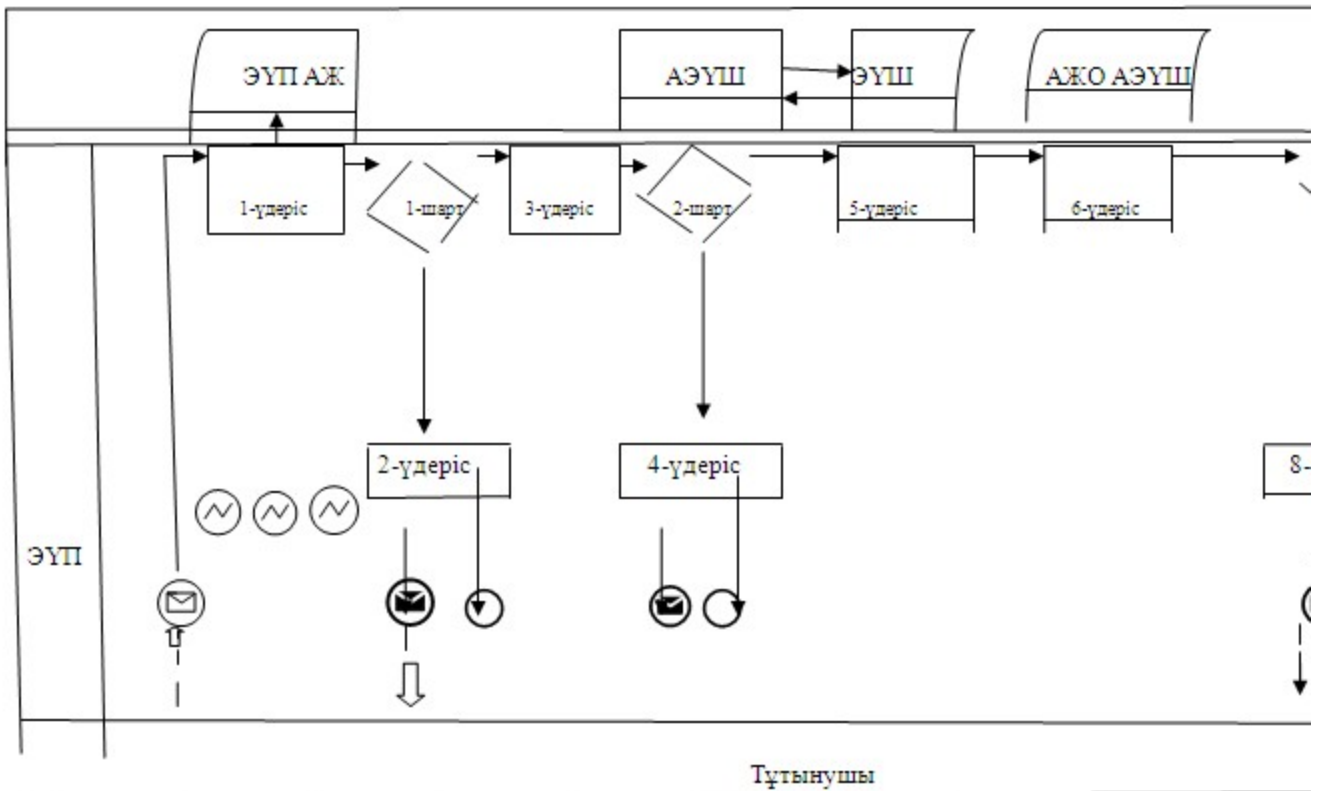 ЭҮП АЖ
АЭҮШ
ЭҮШ
АЖО АЭҮШ
1-үдеріс
1-шарт
3-үдеріс
2-шарт
5-үдеріс
6-үдеріс
2-үдеріс
4-үдеріс
8-
ЭҮП
Тұтынушы